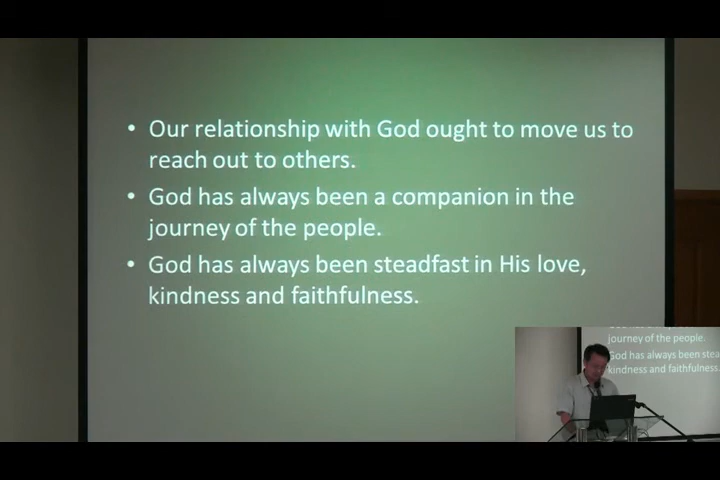 • Our relationship with God ought to move us to
reach out to others.
• God has always been a companion in the
journey of the people.
• God has always been steadfast in His love,
kindness and faithfulness.
journey of the people.
God has always been stea
kindness and faithfulness.